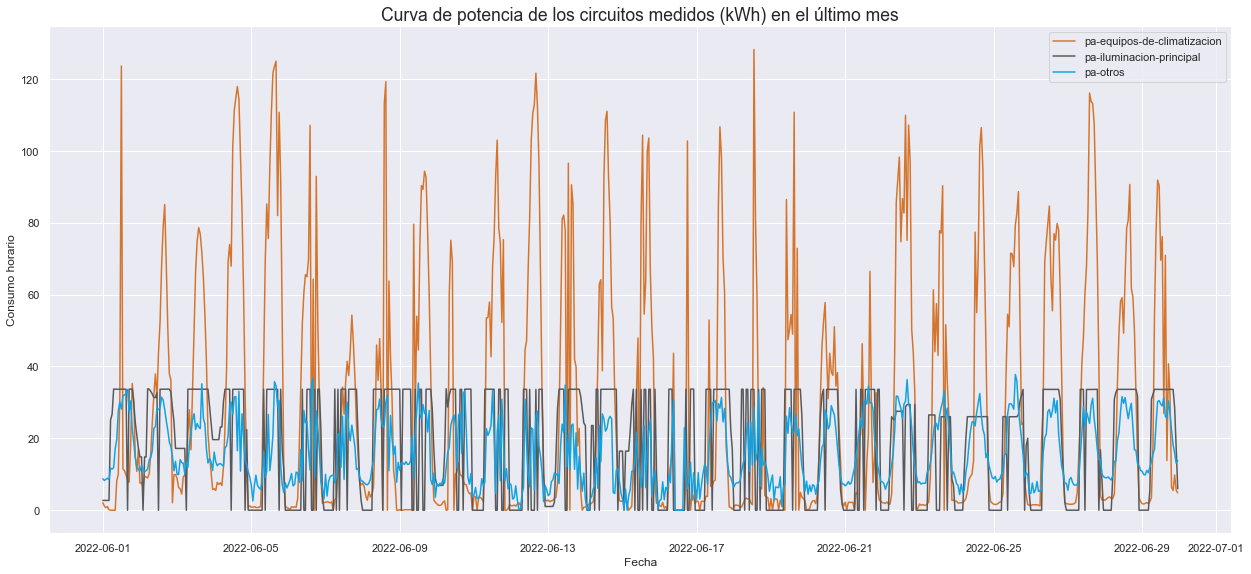 Curva de potencia de los circuitos medidos (kWh) en el último mes
pa-equipos-de-climatizacion
pa-iluminacion-principal
pa-otros
Consumo horario
120
100
80
60
40
20
0
2022-06-01
2022-06-05
2022-06-09
2022-06-13
2022-06-17
2022-06-21
2022-06-25
2022-06-29
2022-07-01
Fecha